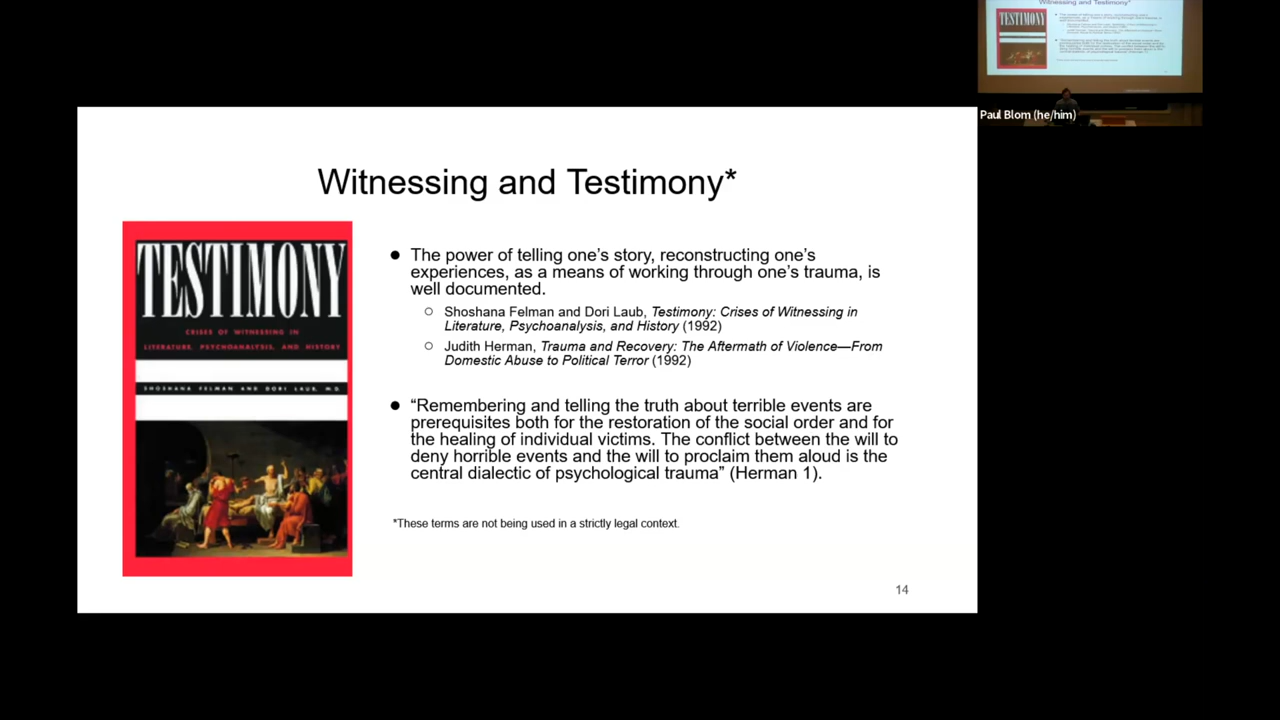 Witnessing and Testimony*
Paul Blom (he/him)
Witnessing and Testimony*
TESTIMONY
CRISES OF WITNESSING IN
LITERATURE, PSYCHOANALYSIS, AND HISTORY
SHOSHANA FELMAN AND DORI LAUB, M.D.
● The power of telling one’s story, reconstructing one’s
experiences, as a means of working through one’s trauma, is
well documented.
○ Shoshana Felman and Dori Laub, Testimony: Crises of Witnessing in
Literature, Psychoanalysis, and History (1992)
○ Judith Herman, Trauma and Recovery: The Aftermath of Violence—From
Domestic Abuse to Political Terror (1992)
● “Remembering and telling the truth about terrible events are
prerequisites both for the restoration of the social order and for
the healing of individual victims. The conflict between the will to
deny horrible events and the will to proclaim them aloud is the
central dialectic of psychological trauma” (Herman 1).
*These terms are not being used in a strictly legal context.
14